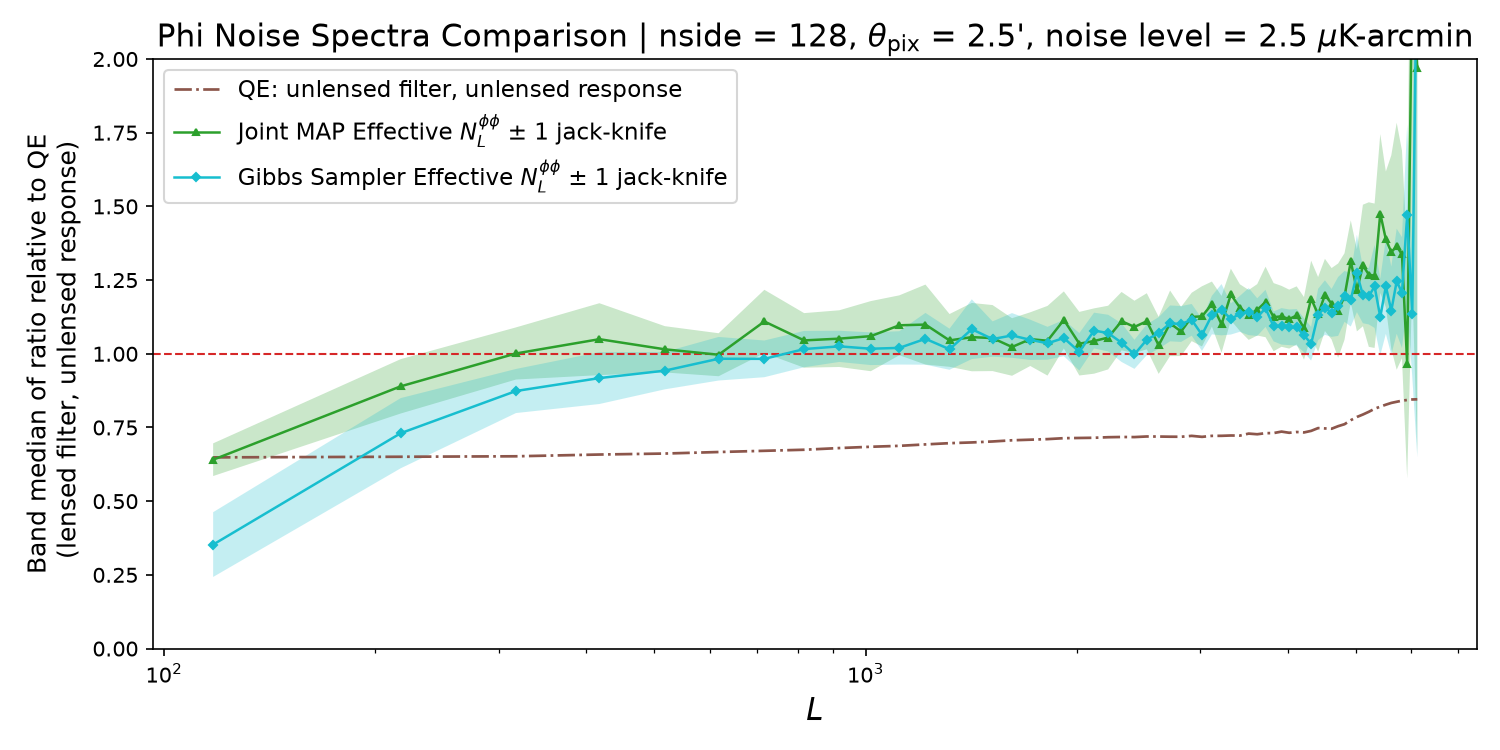 Phi Noise Spectra Comparison | nside = 128, θ_pix = 2.5', noise level = 2.5 μK-arcmin
QE: unlensed filter, unlensed response
Joint MAP Effective N_L^ϕϕ ± 1 jack-knife
Gibbs Sampler Effective N_L^ϕϕ ± 1 jack-knife
Band median of ratio relative to QE
(lensed filter, unlensed response)
2.00
1.75
1.50
1.25
1.00
0.75
0.50
0.25
0.00
10^2
10^3
L